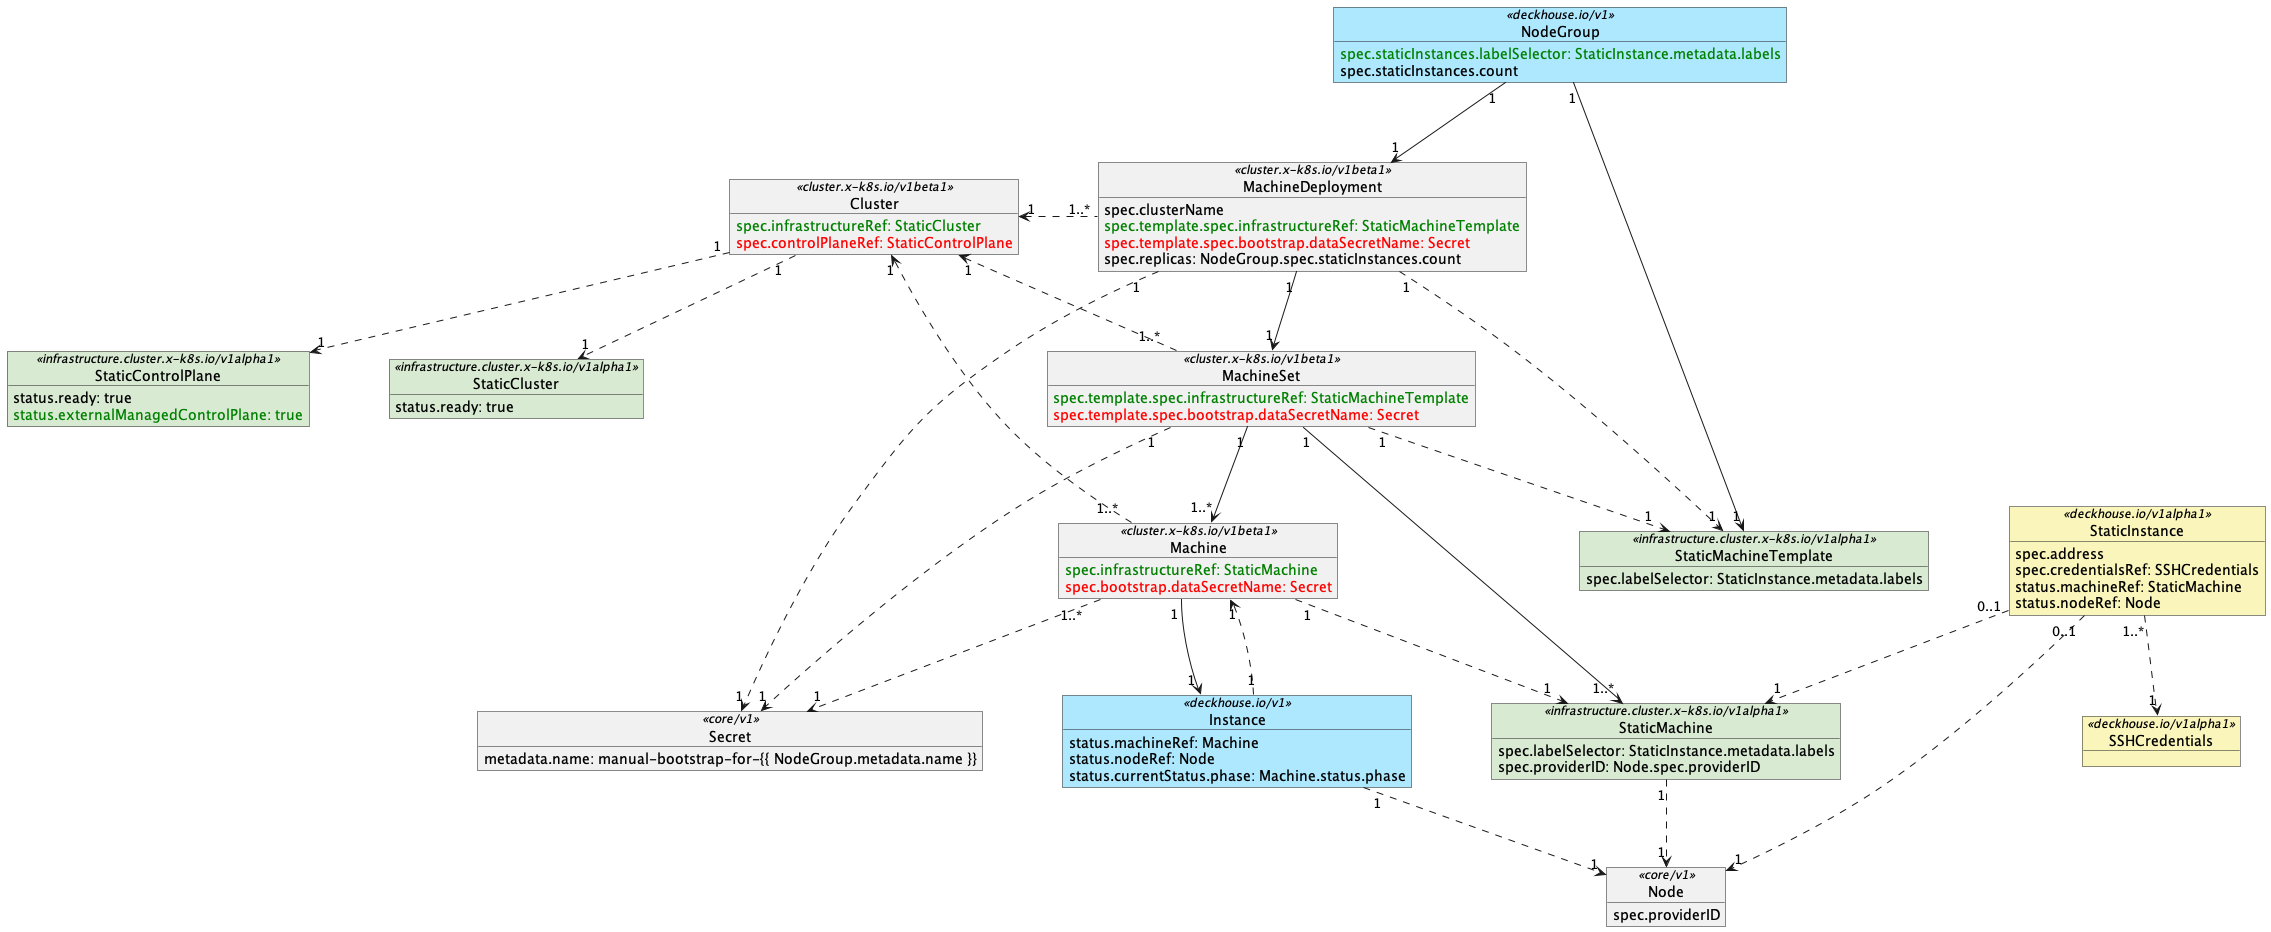 «deckhouse.io/v1»
NodeGroup
spec.staticInstances.labelSelector: StaticInstance.metadata.labels
spec.staticInstances.count
1
1
1
«cluster.x-k8s.io/v1beta1»
MachineDeployment
spec.clusterName
spec.template.spec.infrastructureRef: StaticMachineTemplate
spec.template.spec.bootstrap.dataSecretName: Secret
spec.replicas: NodeGroup.spec.staticInstances.count
«cluster.x-k8s.io/v1beta1»
Cluster
spec.infrastructureRef: StaticCluster
spec.controlPlaneRef: StaticControlPlane
1
1..*
1
1
1
1
1
1
1
1..*
1
1
1
«infrastructure.cluster.x-k8s.io/v1alpha1»
StaticControlPlane
status.ready: true
status.externalManagedControlPlane: true
«infrastructure.cluster.x-k8s.io/v1alpha1»
StaticCluster
status.ready: true
«cluster.x-k8s.io/v1beta1»
MachineSet
spec.template.spec.infrastructureRef: StaticMachineTemplate
spec.template.spec.bootstrap.dataSecretName: Secret
1
1
1
1
1..*
1..*
1
1
1
«cluster.x-k8s.io/v1beta1»
Machine
spec.infrastructureRef: StaticMachine
spec.bootstrap.dataSecretName: Secret
«infrastructure.cluster.x-k8s.io/v1alpha1»
StaticMachineTemplate
spec.labelSelector: StaticInstance.metadata.labels
«deckhouse.io/v1alpha1»
StaticInstance
spec.address
spec.credentialsRef: SSHCredentials
status.machineRef: StaticMachine
status.nodeRef: Node
1..*
1
1
1
0..1
0..1
1..*
1
1
1
1
1
1
1..*
1
1
«core/v1»
Secret
metadata.name: manual-bootstrap-for-{{ NodeGroup.metadata.name }}
«deckhouse.io/v1»
Instance
status.machineRef: Machine
status.nodeRef: Node
status.currentStatus.phase: Machine.status.phase
«infrastructure.cluster.x-k8s.io/v1alpha1»
StaticMachine
spec.labelSelector: StaticInstance.metadata.labels
spec.providerID: Node.spec.providerID
«deckhouse.io/v1alpha1»
SSHCredentials
1
1
1
1
1
«core/v1»
Node
spec.providerID